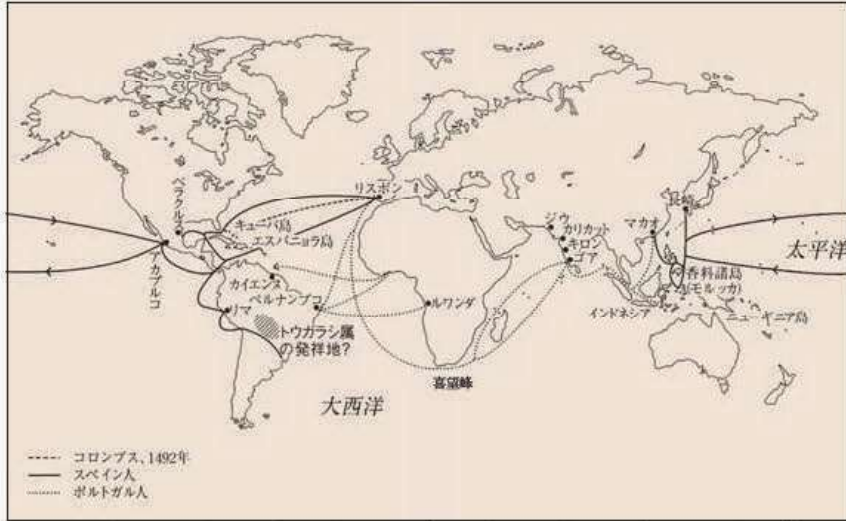 ベラクルス
アカプルコ
キューバ島
エスパニョラ島
リスボン
カイエンヌ
ペルナンブコ
リマ
トウガラシ属
の発祥地?
ルワンダ
喜望峰
大西洋
ジウ
カリカット
キロン
ゴア
マカオ
長崎
太平洋
香料諸島
(モルッカ)
インドネシア
ニューギニア島
コロンブス、1492年
スペイン人
ポルトガル人